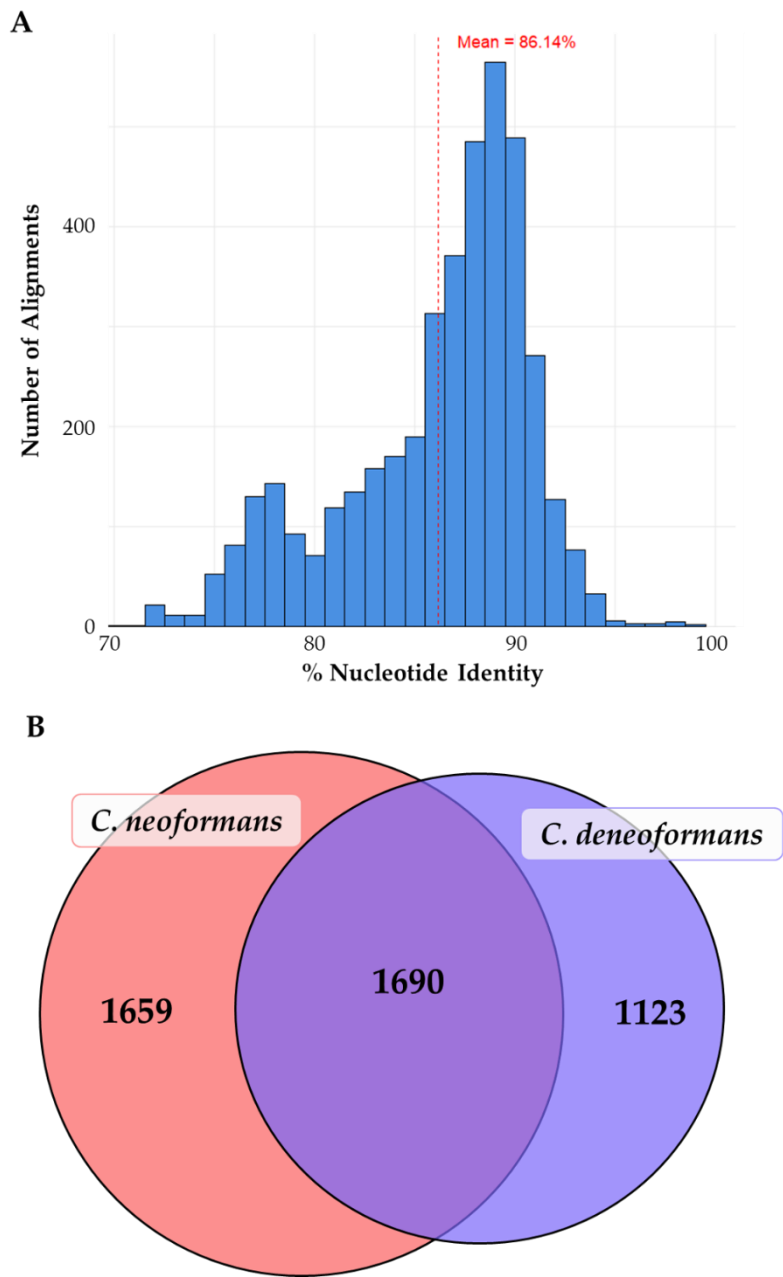 A
Mean = 86.14%
Number of Alignments
400
200
0
70 80 90 100
% Nucleotide Identity
B
C. neoformans
C. deneoformans
1659 1690 1123